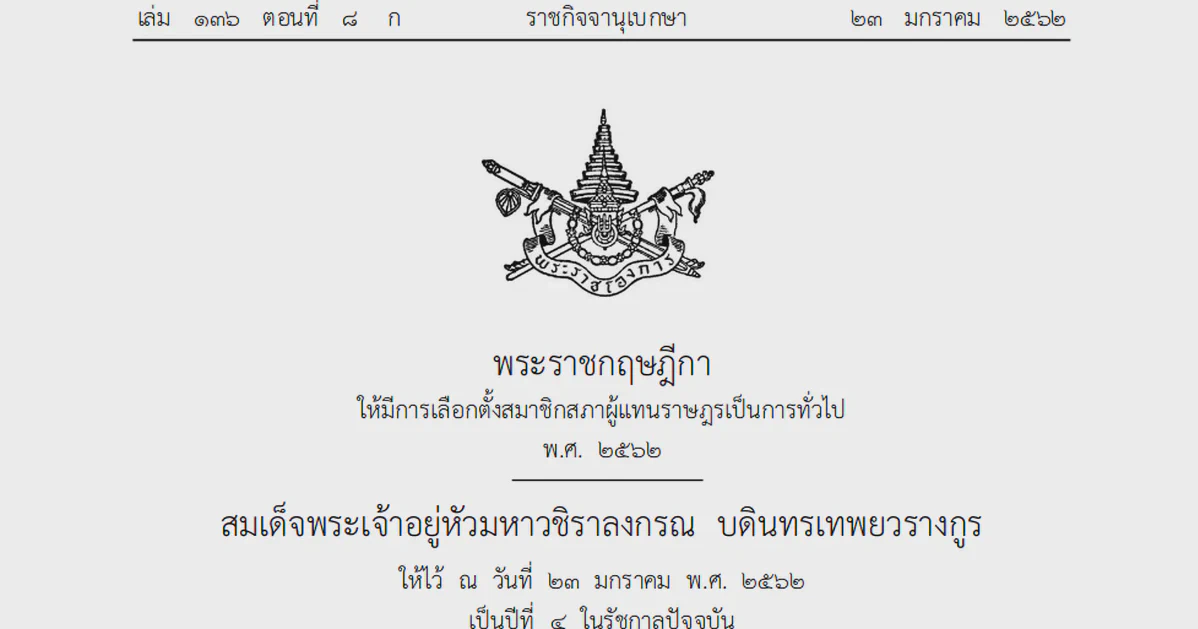 เล่ม ๑๓๖ ตอนที่ ๘ ก ราชกิจจานุเบกษา ๒๓ มกราคม ๒๕๖๒
พระราชโองการ
พระราชกฤษฎีกา
ให้มีการเลือกตั้งสมาชิกสภาผู้แทนราษฎรเป็นการทั่วไป
พ.ศ. ๒๕๖๒
สมเด็จพระเจ้าอยู่หัวมหาวชิราลงกรณ บดินทรเทพยวรางกูร
ให้ไว้ ณ วันที่ ๒๓ มกราคม พ.ศ. ๒๕๖๒
เป็นปีที่ ๔ ในรัชกาลปัจจุบัน